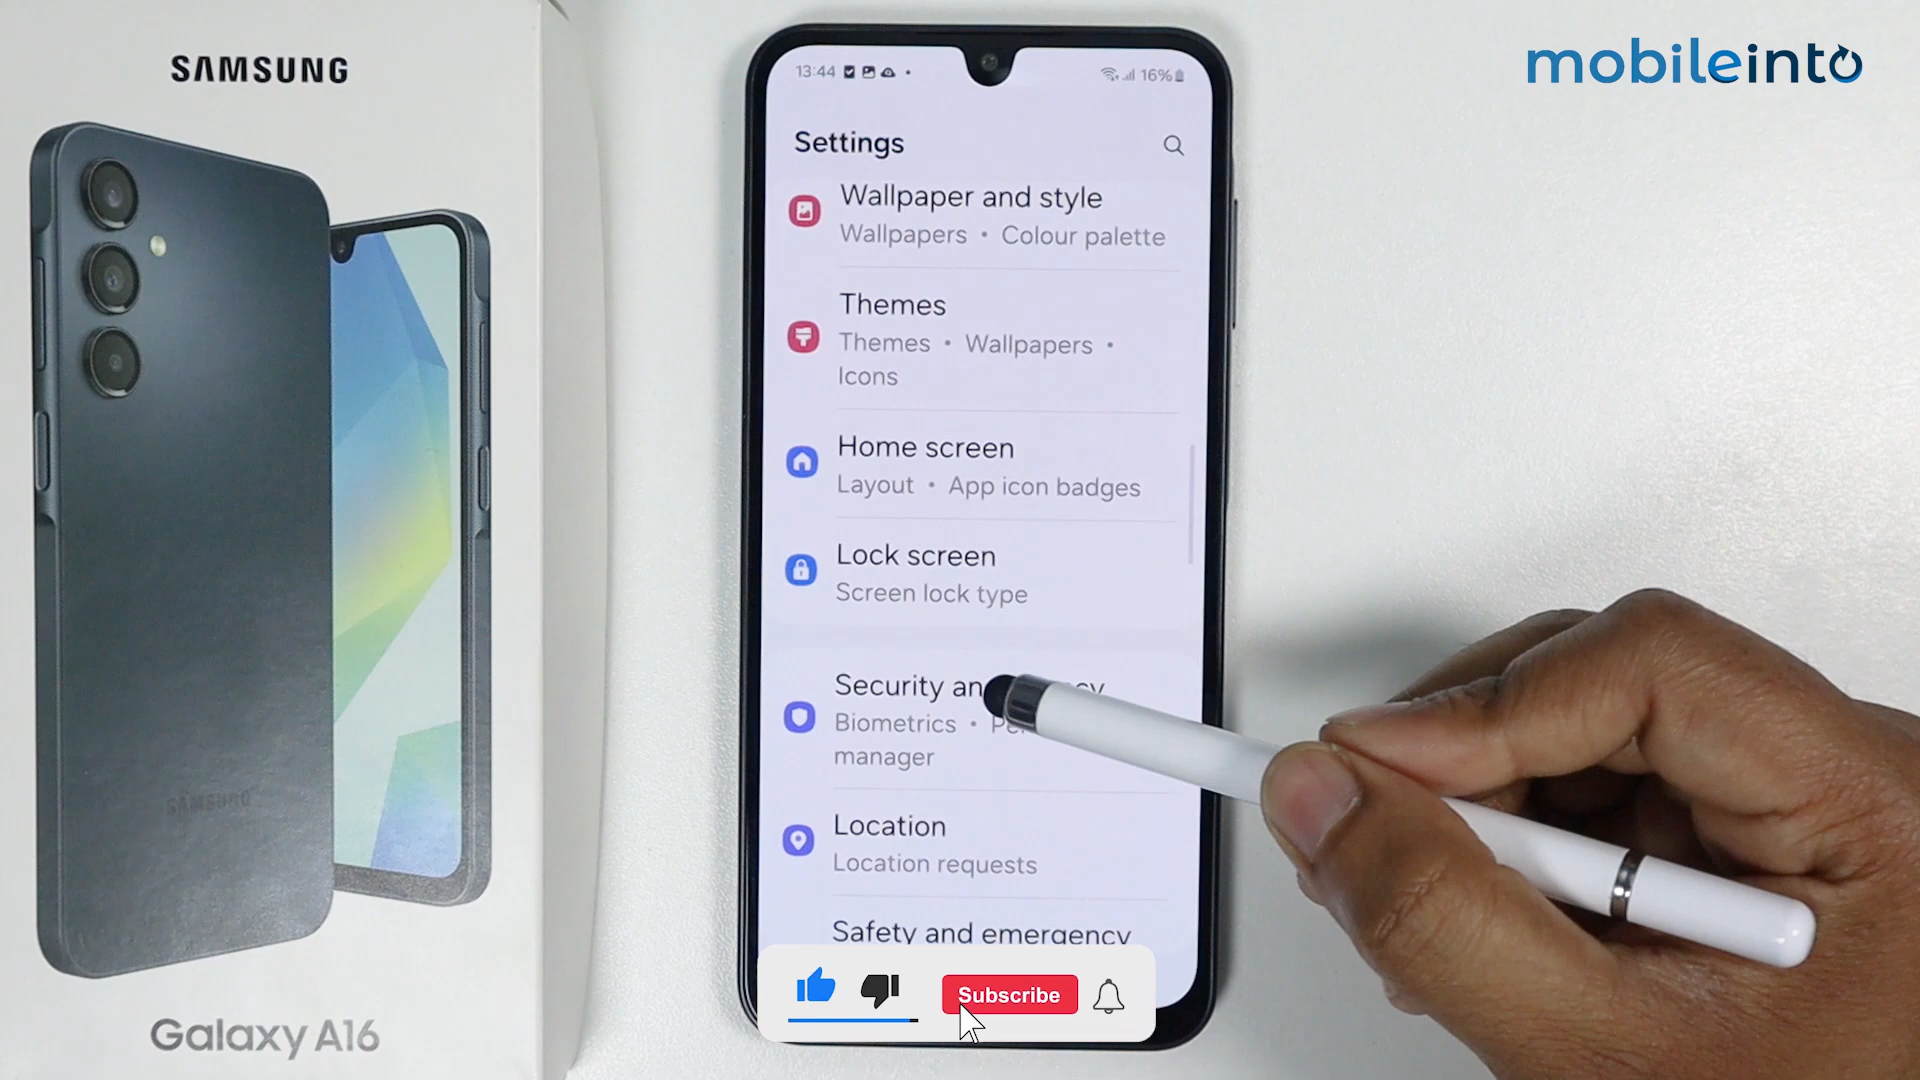 SAMSUNG
SAMSUNG
Galaxy A16
13:44
16%
Settings
Wallpaper and style
Wallpapers • Colour palette
Themes
Themes • Wallpapers •
Icons
Home screen
Layout • App icon badges
Lock screen
Screen lock type
Security
Biometrics •
manager
Location
Location requests
Safety and emergency
Subscribe
mobileinto